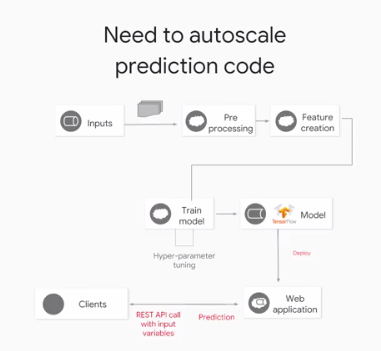 Need to autoscale
prediction code
Inputs
Pre
processing
Feature
creation
Train
model
TensorFlow
Model
Hyper-parameter
tuning
Deploy
Clients
REST API call
with input
variables
Prediction
Web
application